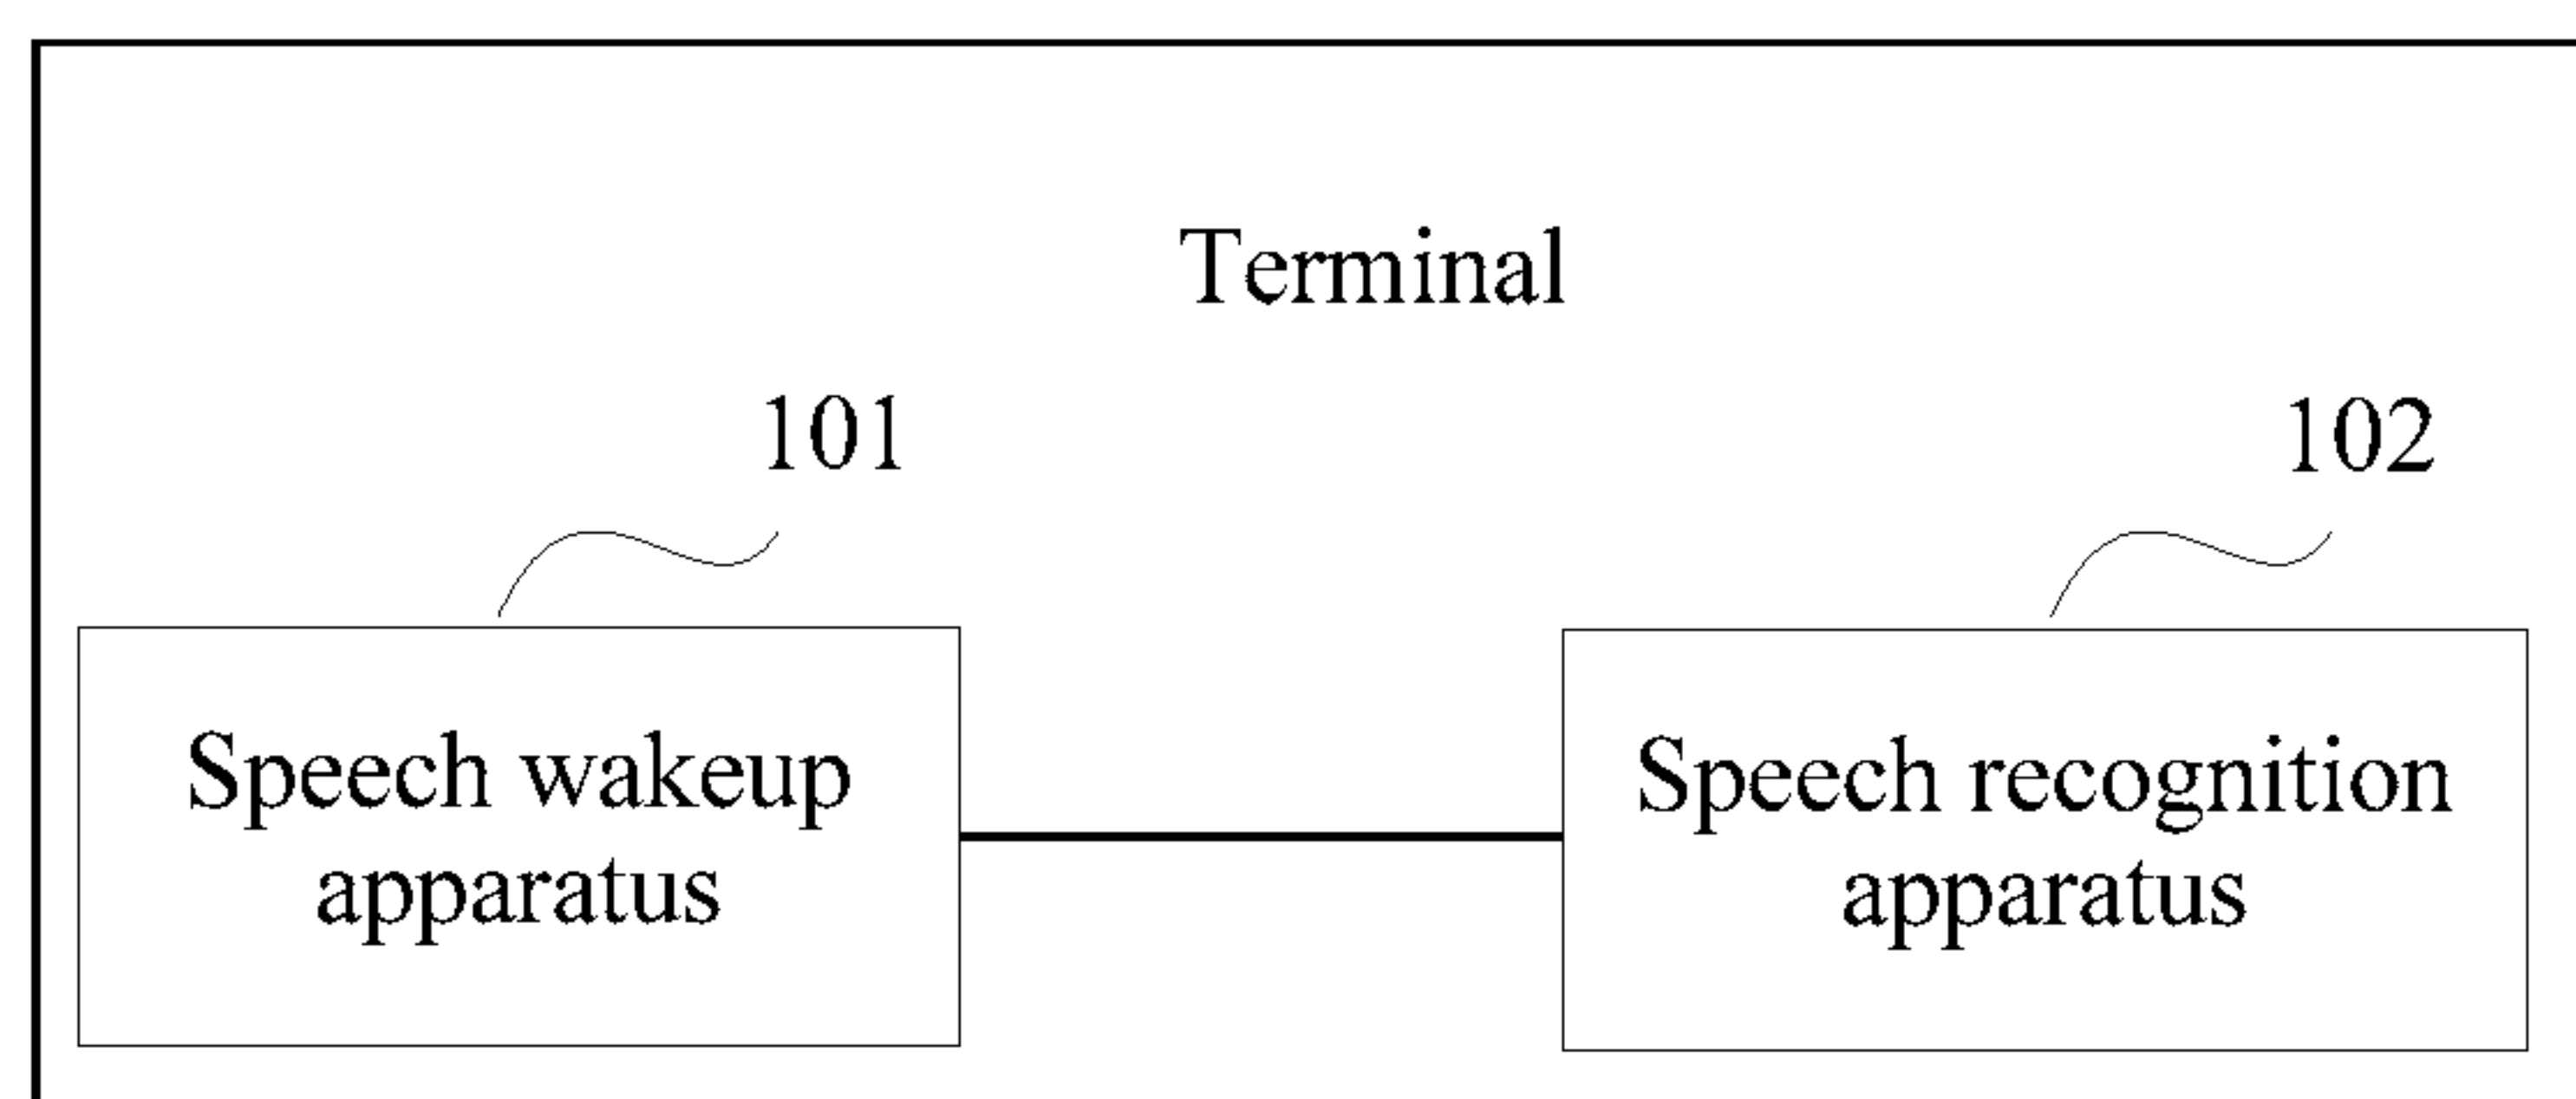 Terminal
101
102
Speech wakeup
apparatus
Speech recognition
apparatus